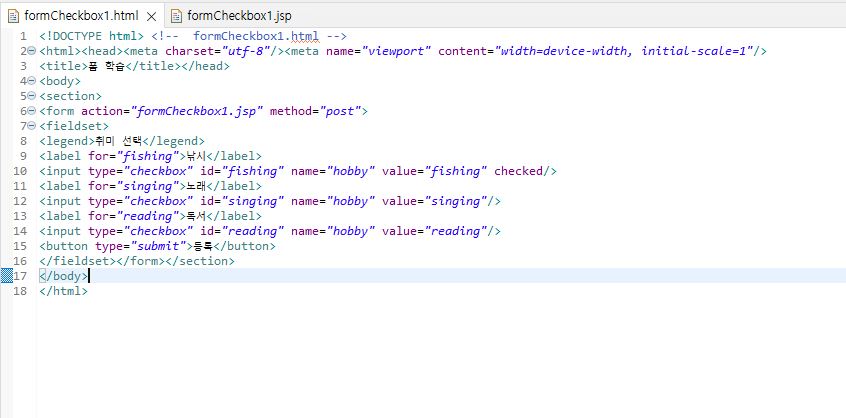 formCheckbox1.html formCheckbox1.jsp
1 <!DOCTYPE html> <!--  formCheckbox1.html -->
2 <html><head><meta charset="utf-8"/><meta name="viewport" content="width=device-width, initial-scale=1"/>
3 <title>폼 학습</title></head>
4 <body>
5 <section>
6 <form action="formCheckbox1.jsp" method="post">
7 <fieldset>
8 <legend>취미 선택</legend>
9 <label for="fishing">낚시</label>
10 <input type="checkbox" id="fishing" name="hobby" value="fishing" checked/>
11 <label for="singing">노래</label>
12 <input type="checkbox" id="singing" name="hobby" value="singing"/>
13 <label for="reading">독서</label>
14 <input type="checkbox" id="reading" name="hobby" value="reading"/>
15 <button type="submit">등록</button>
16 </fieldset></form></section>
17 </body>
18 </html>